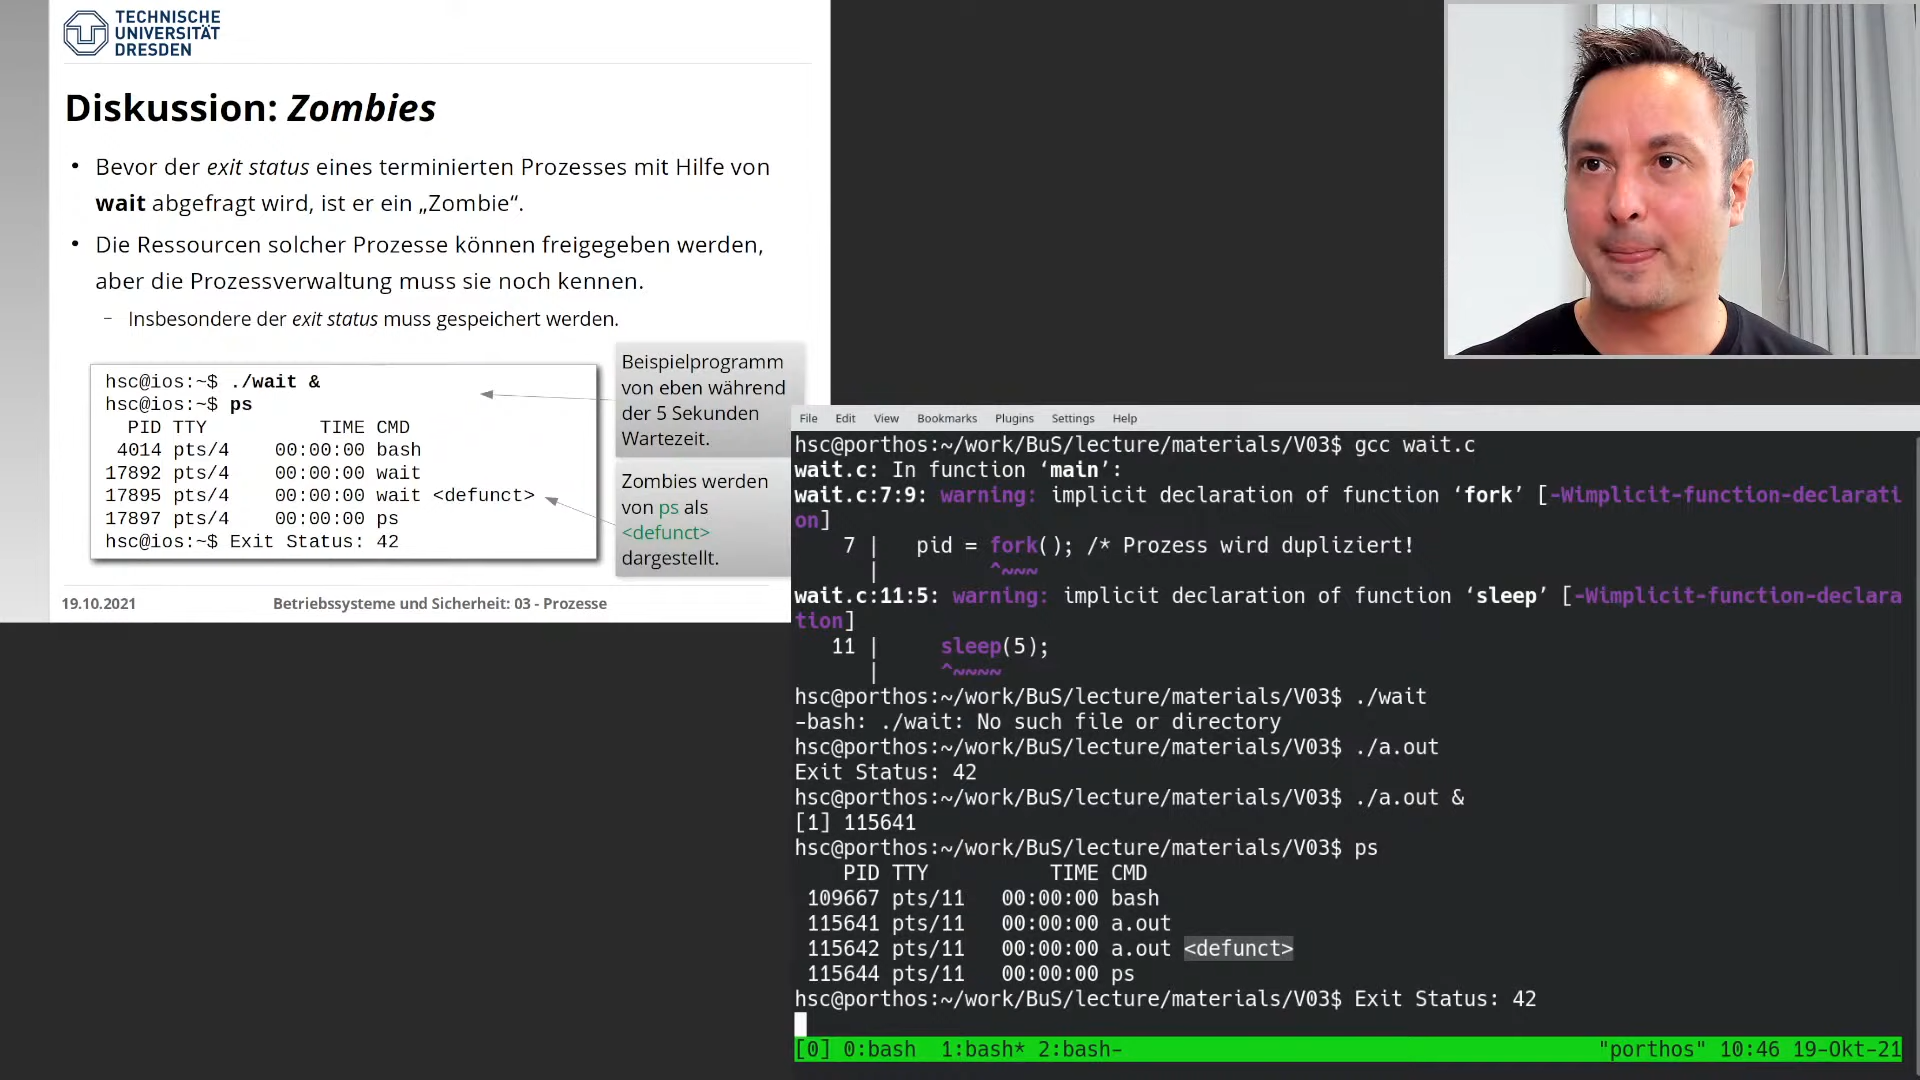 TECHNISCHE
UNIVERSITÄT
DRESDEN
Diskussion: Zombies
• Bevor der exit status eines terminierten Prozesses mit Hilfe von
wait abgefragt wird, ist er ein „Zombie“.
• Die Ressourcen solcher Prozesse können freigegeben werden,
aber die Prozessverwaltung muss sie noch kennen.
– Insbesondere der exit status muss gespeichert werden.
hsc@ios:~$ ./wait &
hsc@ios:~$ ps
PID TTY TIME CMD
4014 pts/4 00:00:00 bash
17892 pts/4 00:00:00 wait
17895 pts/4 00:00:00 wait <defunct>
17897 pts/4 00:00:00 ps
hsc@ios:~$ Exit Status: 42
Beispielprogramm
von eben während
der 5 Sekunden
Wartezeit.
Zombies werden
von ps als
<defunct>
dargestellt.
19.10.2021 Betriebssysteme und Sicherheit: 03 - Prozesse
File Edit View Bookmarks Plugins Settings Help
hsc@porthos:~/work/BuS/lecture/materials/V03$ gcc wait.c
wait.c: In function ‘main’:
wait.c:7:9: warning: implicit declaration of function ‘fork’ [-Wimplicit-function-declarati
on]
7 | pid = fork(); /* Prozess wird dupliziert!
| ^~~~
wait.c:11:5: warning: implicit declaration of function ‘sleep’ [-Wimplicit-function-declara
tion]
11 | sleep(5);
| ^~~~~
hsc@porthos:~/work/BuS/lecture/materials/V03$ ./wait
-bash: ./wait: No such file or directory
hsc@porthos:~/work/BuS/lecture/materials/V03$ ./a.out
Exit Status: 42
hsc@porthos:~/work/BuS/lecture/materials/V03$ ./a.out &
[1] 115641
hsc@porthos:~/work/BuS/lecture/materials/V03$ ps
PID TTY TIME CMD
109667 pts/11 00:00:00 bash
115641 pts/11 00:00:00 a.out
115642 pts/11 00:00:00 a.out <defunct>
115644 pts/11 00:00:00 ps
hsc@porthos:~/work/BuS/lecture/materials/V03$ Exit Status: 42
[0] 0:bash 1:bash* 2:bash- "porthos" 10:46 19-Okt-21